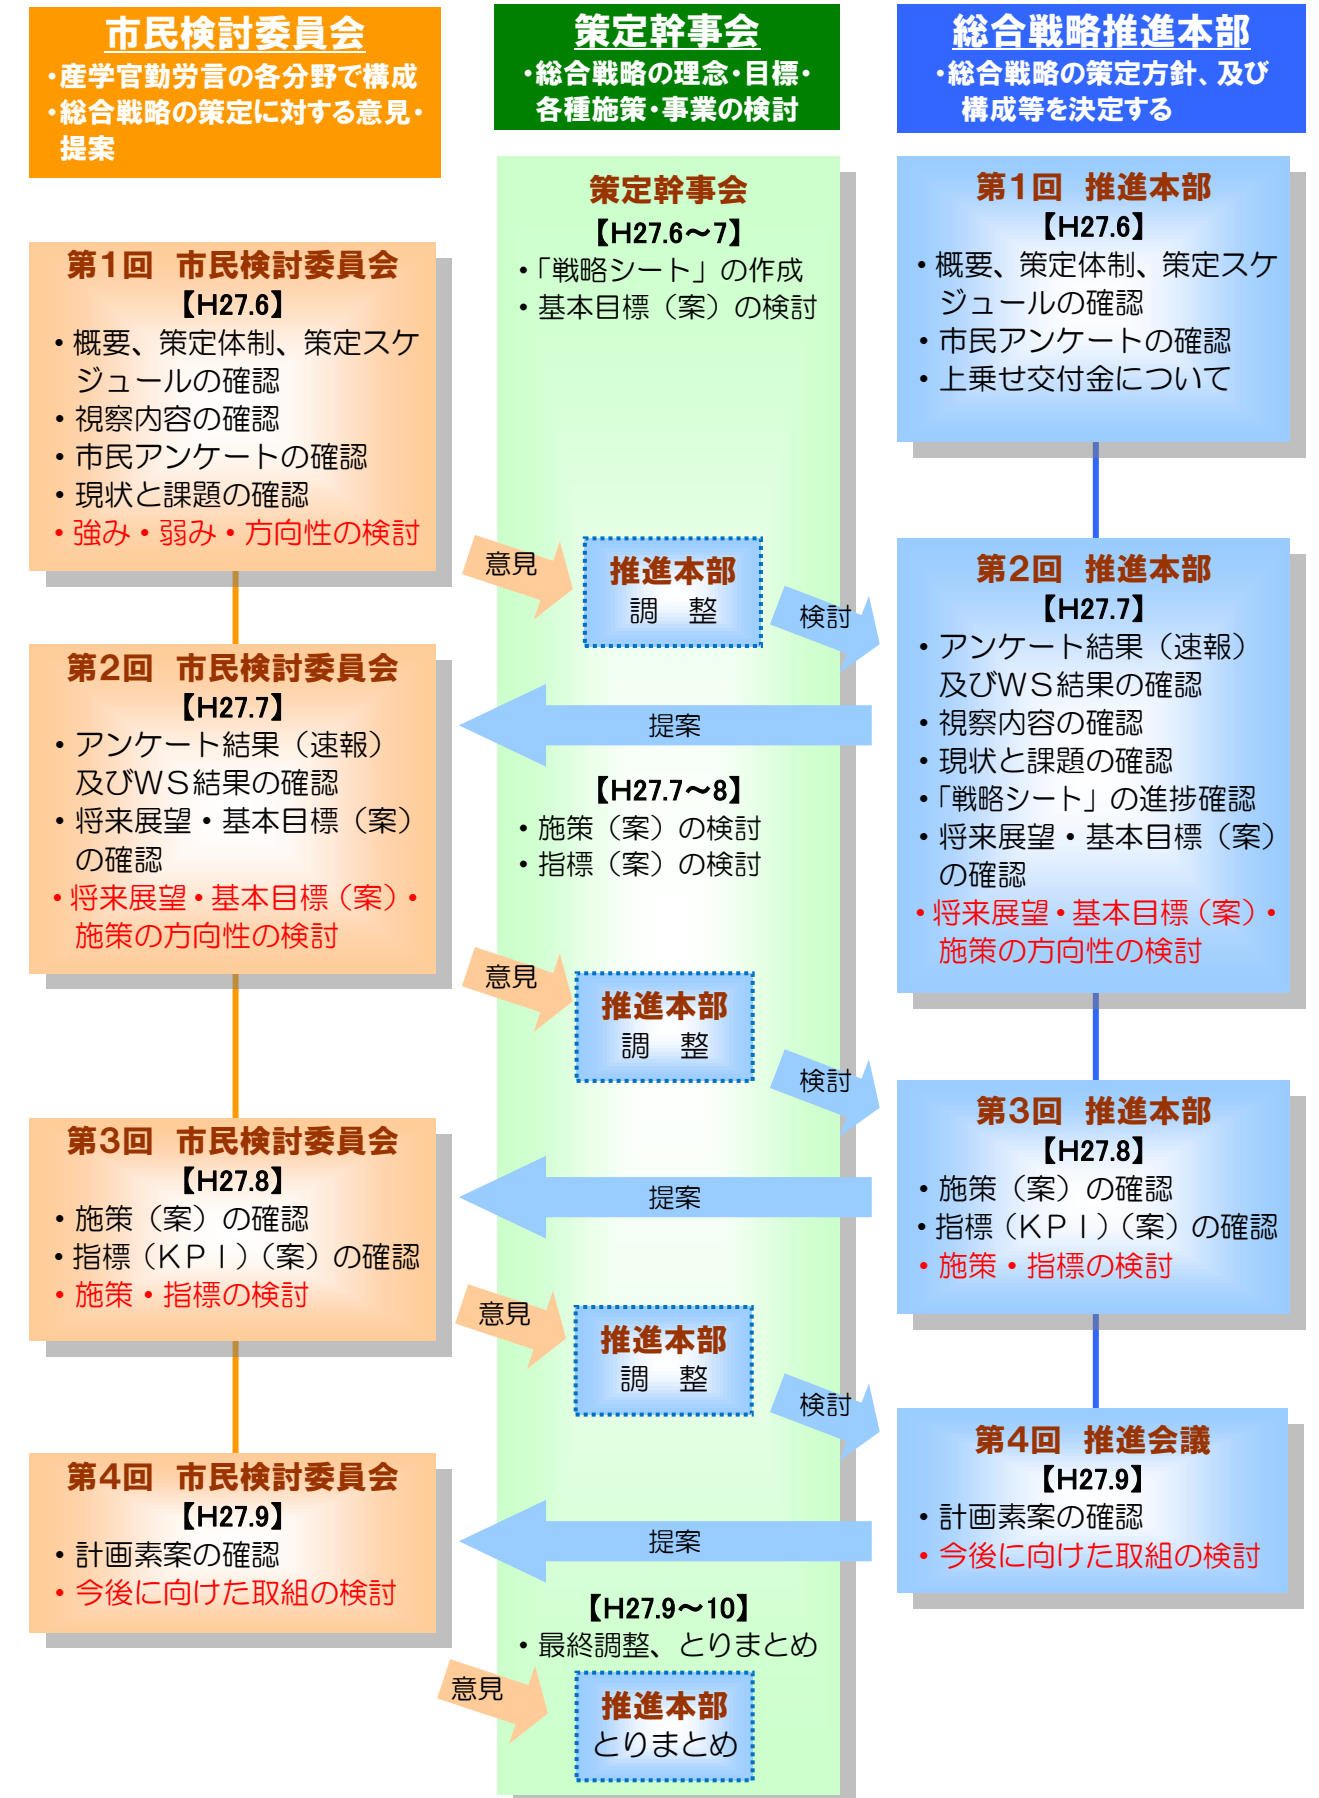 市民検討委員会
・産学官勤労言の各分野で構成
・総合戦略の策定に対する意見・
提案
策定幹事会
・総合戦略の理念・目標・
各種施策・事業の検討
総合戦略推進本部
・総合戦略の策定方針、及び
構成等を決定する
第1回 市民検討委員会
【H27.6】
・概要、策定体制、策定スケ
ジュールの確認
・視察内容の確認
・市民アンケートの確認
・現状と課題の確認
・強み・弱み・方向性の検討
第2回 市民検討委員会
【H27.7】
・アンケート結果（速報）
及びＷＳ結果の確認
・将来展望・基本目標（案）
の確認
・将来展望・基本目標（案）・
施策の方向性の検討
第3回 市民検討委員会
【H27.8】
・施策（案）の確認
・指標（ＫＰＩ）（案）の確認
・施策・指標の検討
第4回 市民検討委員会
【H27.9】
・計画素案の確認
・今後に向けた取組の検討
策定幹事会
【H27.6～7】
・「戦略シート」の作成
・基本目標（案）の検討
意見
推進本部
調 整
検討
提案
【H27.7～8】
・施策（案）の検討
・指標（案）の検討
意見
推進本部
調 整
検討
提案
意見
推進本部
調 整
検討
提案
【H27.9～10】
・最終調整、とりまとめ
意見
推進本部
とりまとめ
第1回 推進本部
【H27.6】
・概要、策定体制、策定スケ
ジュールの確認
・市民アンケートの確認
・上乗せ交付金について
第2回 推進本部
【H27.7】
・アンケート結果（速報）
及びＷＳ結果の確認
・視察内容の確認
・現状と課題の確認
・「戦略シート」の進捗確認
・将来展望・基本目標（案）
の確認
・将来展望・基本目標（案）・
施策の方向性の検討
第3回 推進本部
【H27.8】
・施策（案）の確認
・指標（ＫＰＩ）（案）の確認
・施策・指標の検討
第4回 推進会議
【H27.9】
・計画素案の確認
・今後に向けた取組の検討